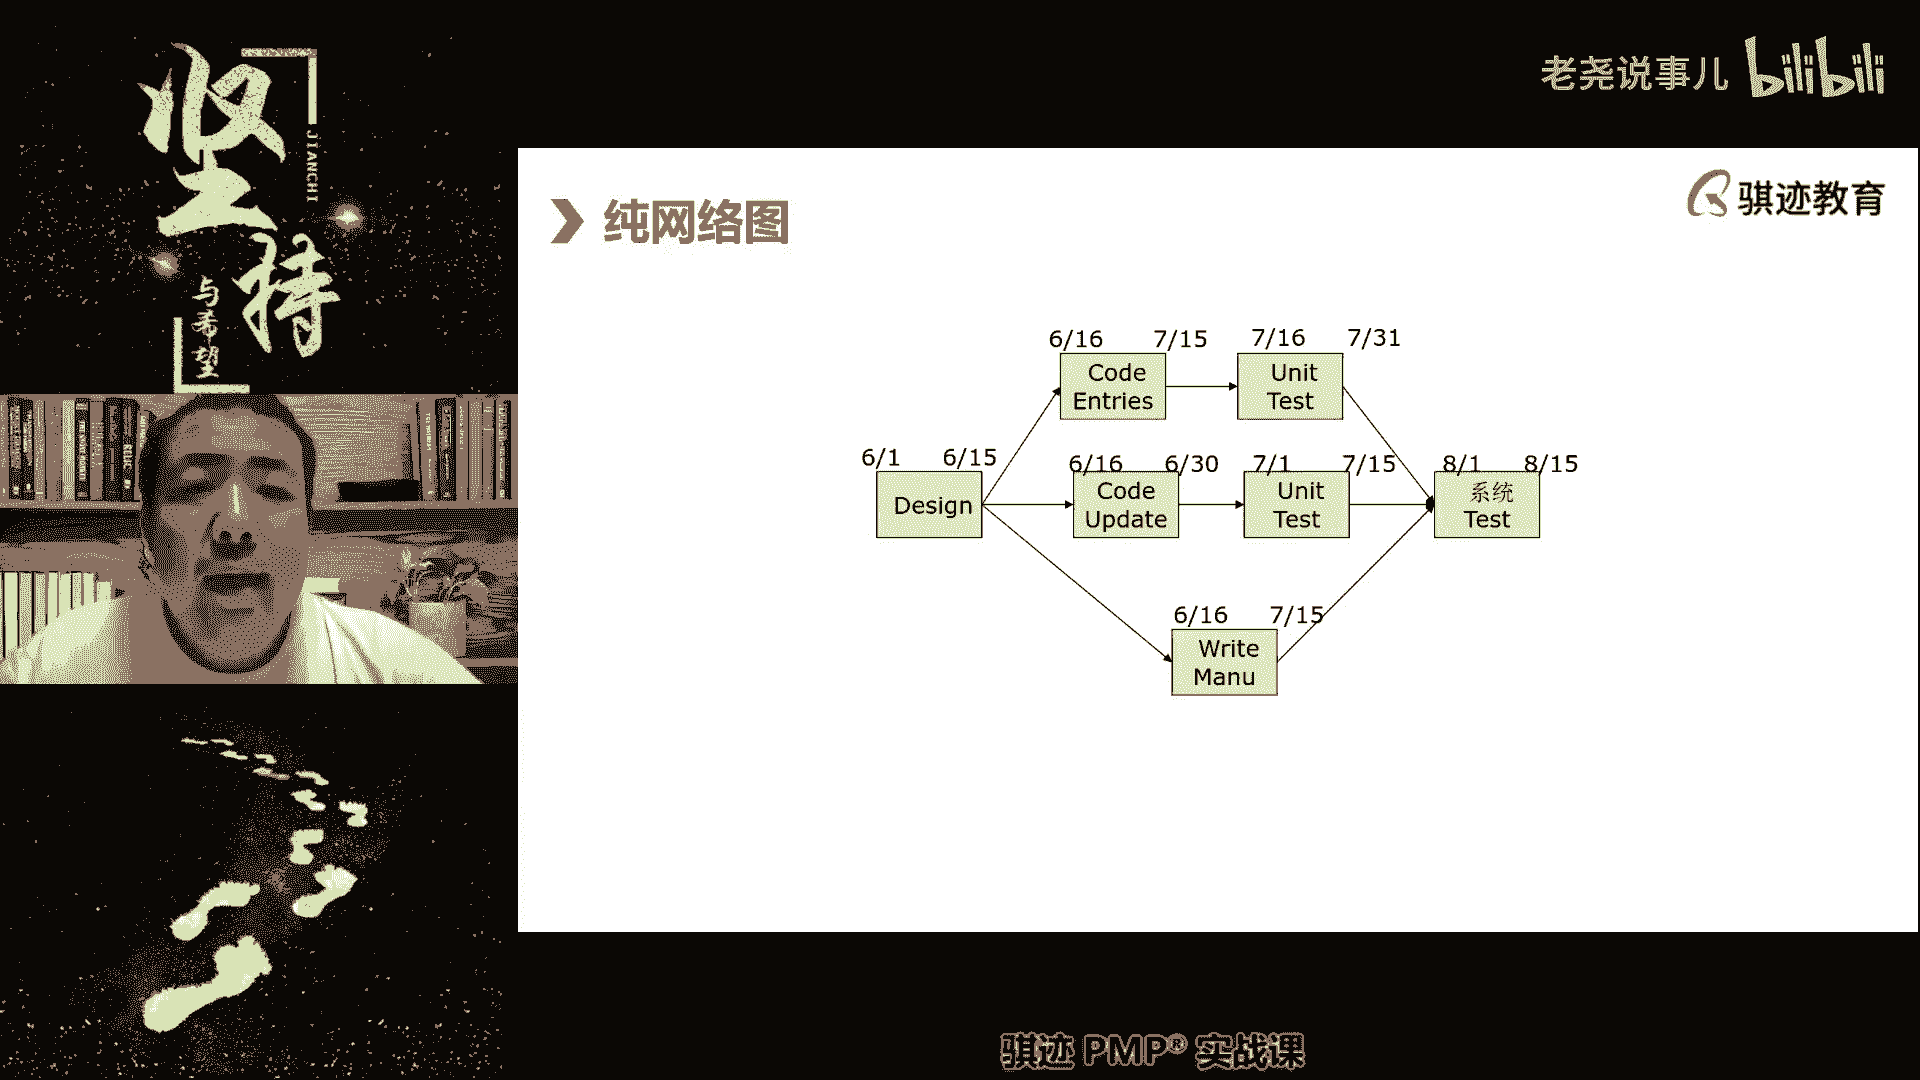 坚持
JIANCHI
与希望
老尧说事儿 bilibili
骐迹教育
纯网络图
6/16 7/15 7/16 7/31
Code
Entries
Unit
Test
6/1 6/15 6/16 6/30 7/1 7/15 8/1 8/15
Design
Code
Update
Unit
Test
系统
Test
6/16 7/15
Write
Manu
骐迹 PMP® 实战课